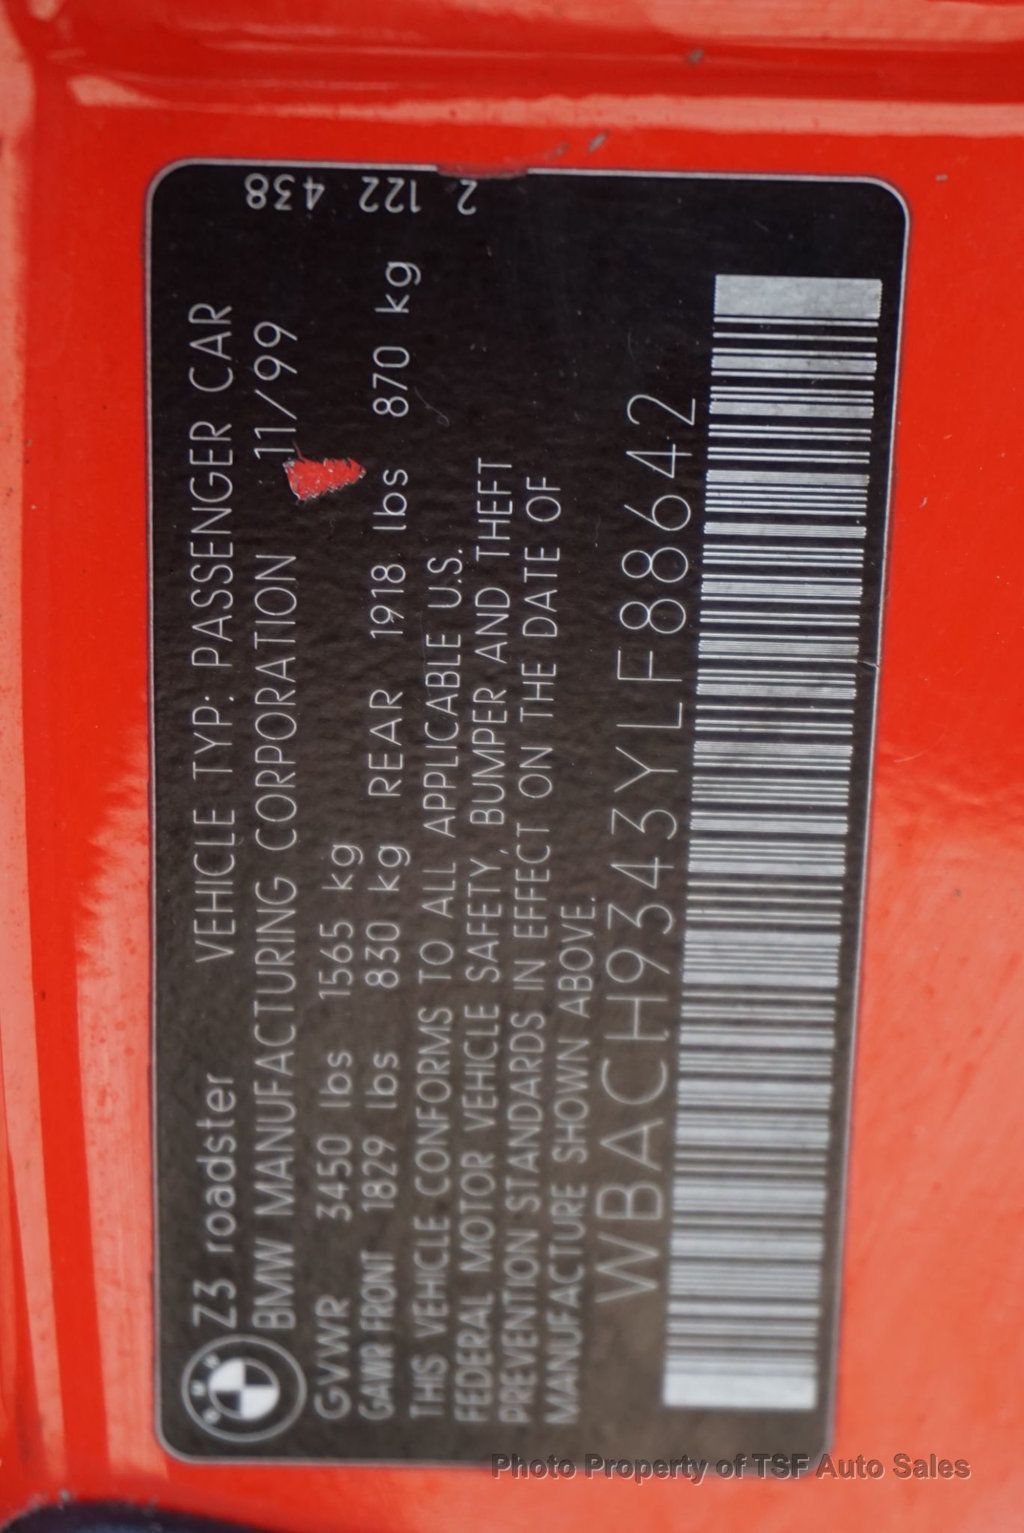 Z3 roadster VEHICLE TYP: PASSENGER CAR
BMW MANUFACTURING CORPORATION 11/99
GVWR 3450 lbs 1565 kg
GAWR FRONT 1829 lbs 830 kg REAR 1918 lbs 870 kg
THIS VEHICLE CONFORMS TO ALL APPLICABLE U.S.
FEDERAL MOTOR VEHICLE SAFETY, BUMPER AND THEFT
PREVENTION STANDARDS IN EFFECT ON THE DATE OF
MANUFACTURE SHOWN ABOVE.
WBACH9343YLF88642
2 122 438
BMW
Photo Property of TSF Auto Sales